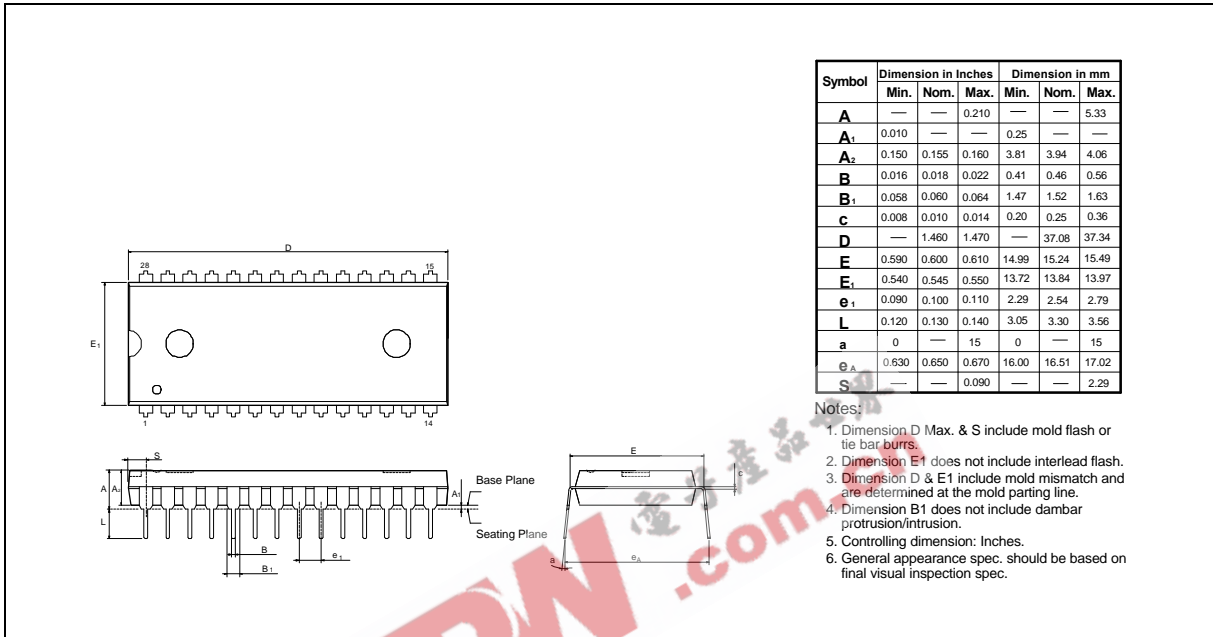 Symbol Dimension in Inches Dimension in mm
Min. Nom. Max. Min. Nom. Max.
A — — 0.210 — — 5.33
A1 0.010 — — 0.25 — —
A2 0.150 0.155 0.160 3.81 3.94 4.06
B 0.016 0.018 0.022 0.41 0.46 0.56
B1 0.058 0.060 0.064 1.47 1.52 1.63
c 0.008 0.010 0.014 0.20 0.25 0.36
D — 1.460 1.470 — 37.08 37.34
E 0.590 0.600 0.610 14.99 15.24 15.49
E1 0.540 0.545 0.550 13.72 13.84 13.97
e1 0.090 0.100 0.110 2.29 2.54 2.79
L 0.120 0.130 0.140 3.05 3.30 3.56
a 0 — 15 0 — 15
eA 0.630 0.650 0.670 16.00 16.51 17.02
S — — 0.090 — — 2.29
Notes:
1. Dimension D Max. & S include mold flash or
tie bar burrs.
2. Dimension E1 does not include interlead flash.
3. Dimension D & E1 include mold mismatch and
are determined at the mold parting line.
4. Dimension B1 does not include dambar
protrusion/intrusion.
5. Controlling dimension: Inches.
6. General appearance spec. should be based on
final visual inspection spec.
D
28 15
E1
1 14
S
A A2 A1
Base Plane
L
Seating Plane
B
B1
e1
E
c
a
eA
電子產品世界
.com.cn